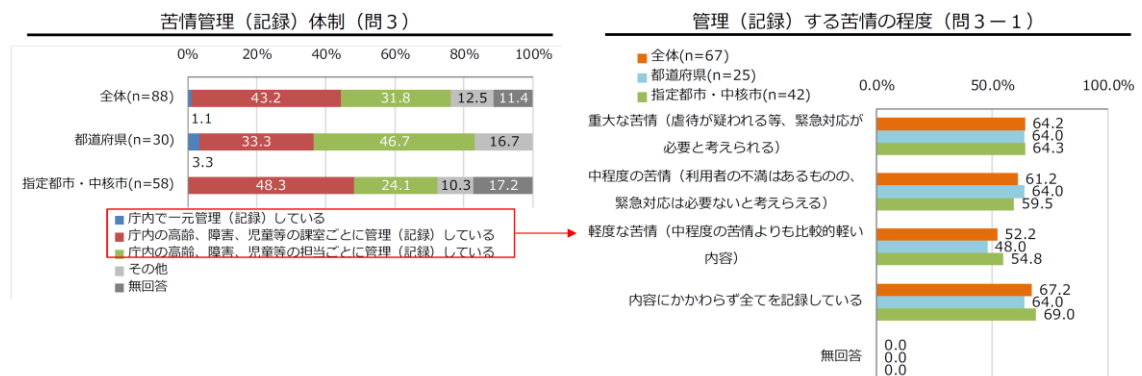 苦情管理（記録）体制（問３）
0%
20%
40%
60%
80%
100%
全体(n=88)
43.2
31.8
12.5
11.4
1.1
都道府県(n=30)
33.3
46.7
16.7
3.3
指定都市・中核市(n=58)
48.3
24.1
10.3
17.2
庁内で一元管理（記録）している
庁内の高齢、障害、児童等の課室ごとに管理（記録）している
庁内の高齢、障害、児童等の担当ごとに管理（記録）している
その他
無回答
管理（記録）する苦情の程度（問３－１）
全体(n=67)
都道府県(n=25)
指定都市・中核市(n=42)
0.0%
50.0%
100.0%
重大な苦情（虐待が疑われる等、緊急対応が
必要と考えられる）
64.2
64.0
64.3
中程度の苦情（利用者の不満はあるものの、
緊急対応は必要ないと考えらえる）
61.2
64.0
59.5
軽度な苦情（中程度の苦情よりも比較的軽い
内容）
52.2
48.0
54.8
内容にかかわらず全てを記録している
67.2
64.0
69.0
無回答
0.0
0.0
0.0